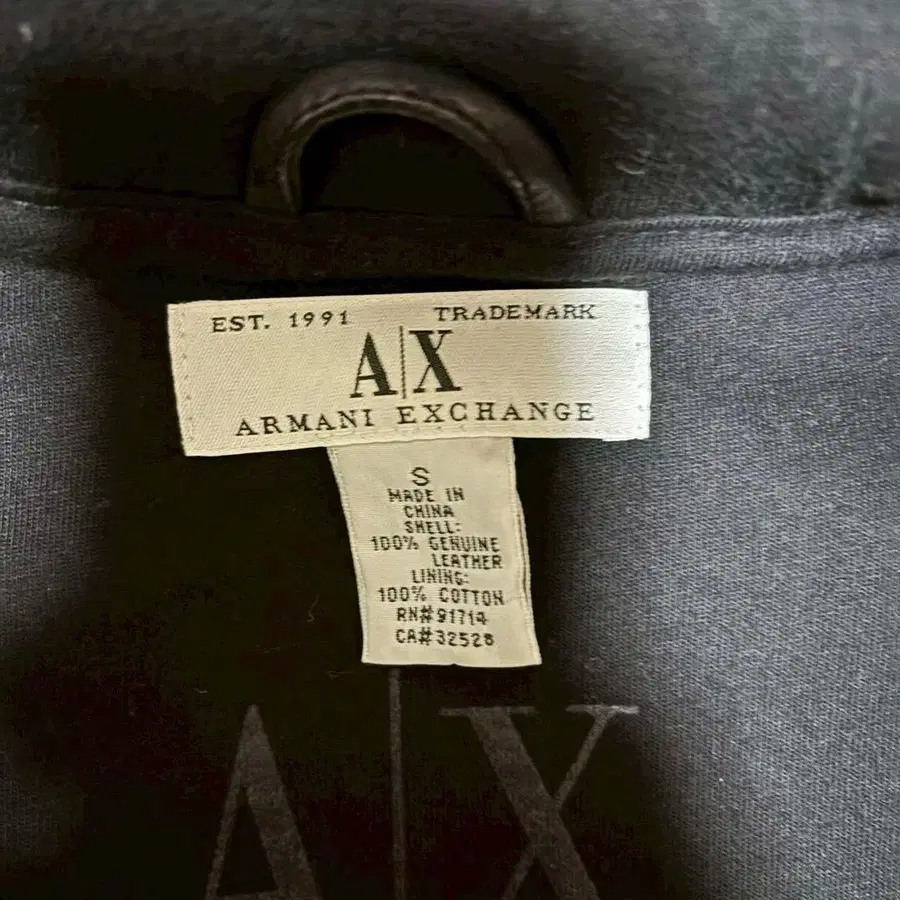 EST. 1991 TRADEMARK
A|X
ARMANI EXCHANGE
S
MADE IN
CHINA
SHELL:
100% GENUINE
LEATHER
LINING:
100% COTTON
RN#91714
CA#32528
A|X